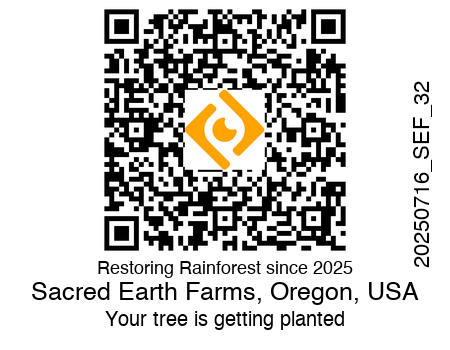 Restoring Rainforest since 2025
Sacred Earth Farms, Oregon, USA
Your tree is getting planted
20250716_SEF_32